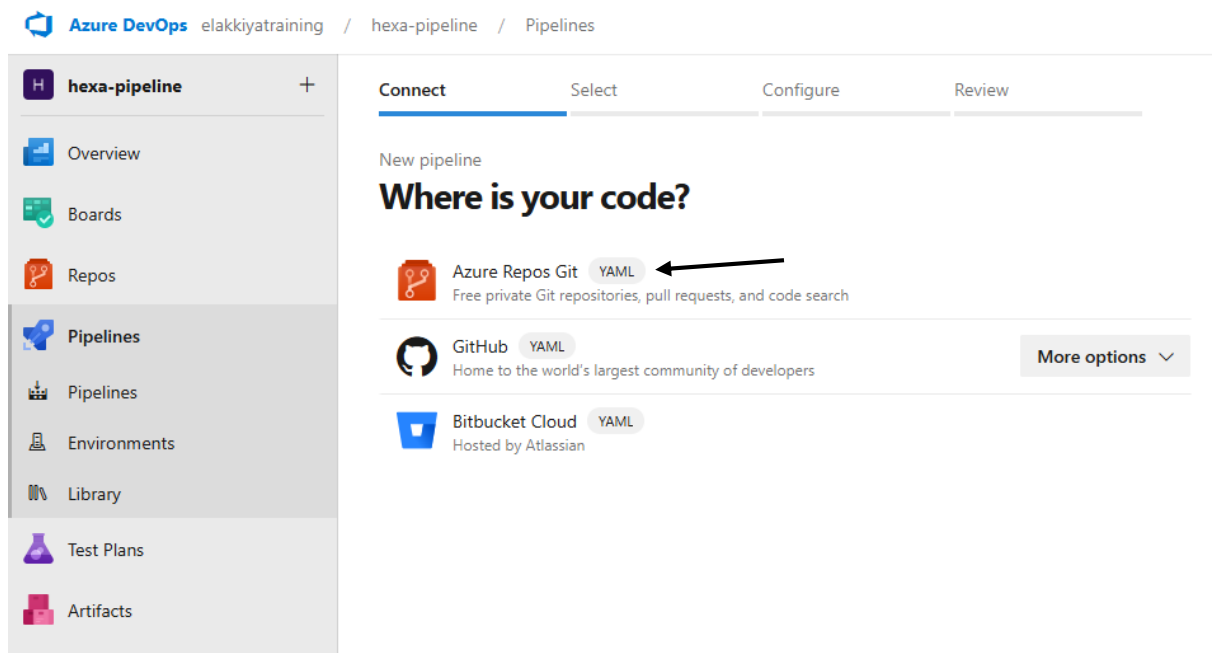 Azure DevOps elakkiyatraining / hexa-pipeline / Pipelines
H hexa-pipeline +
Overview
Boards
Repos
Pipelines
Pipelines
Environments
Library
Test Plans
Artifacts
Connect Select Configure Review
New pipeline
Where is your code?
Azure Repos Git YAML
Free private Git repositories, pull requests, and code search
GitHub YAML
Home to the world's largest community of developers
More options
Bitbucket Cloud YAML
Hosted by Atlassian